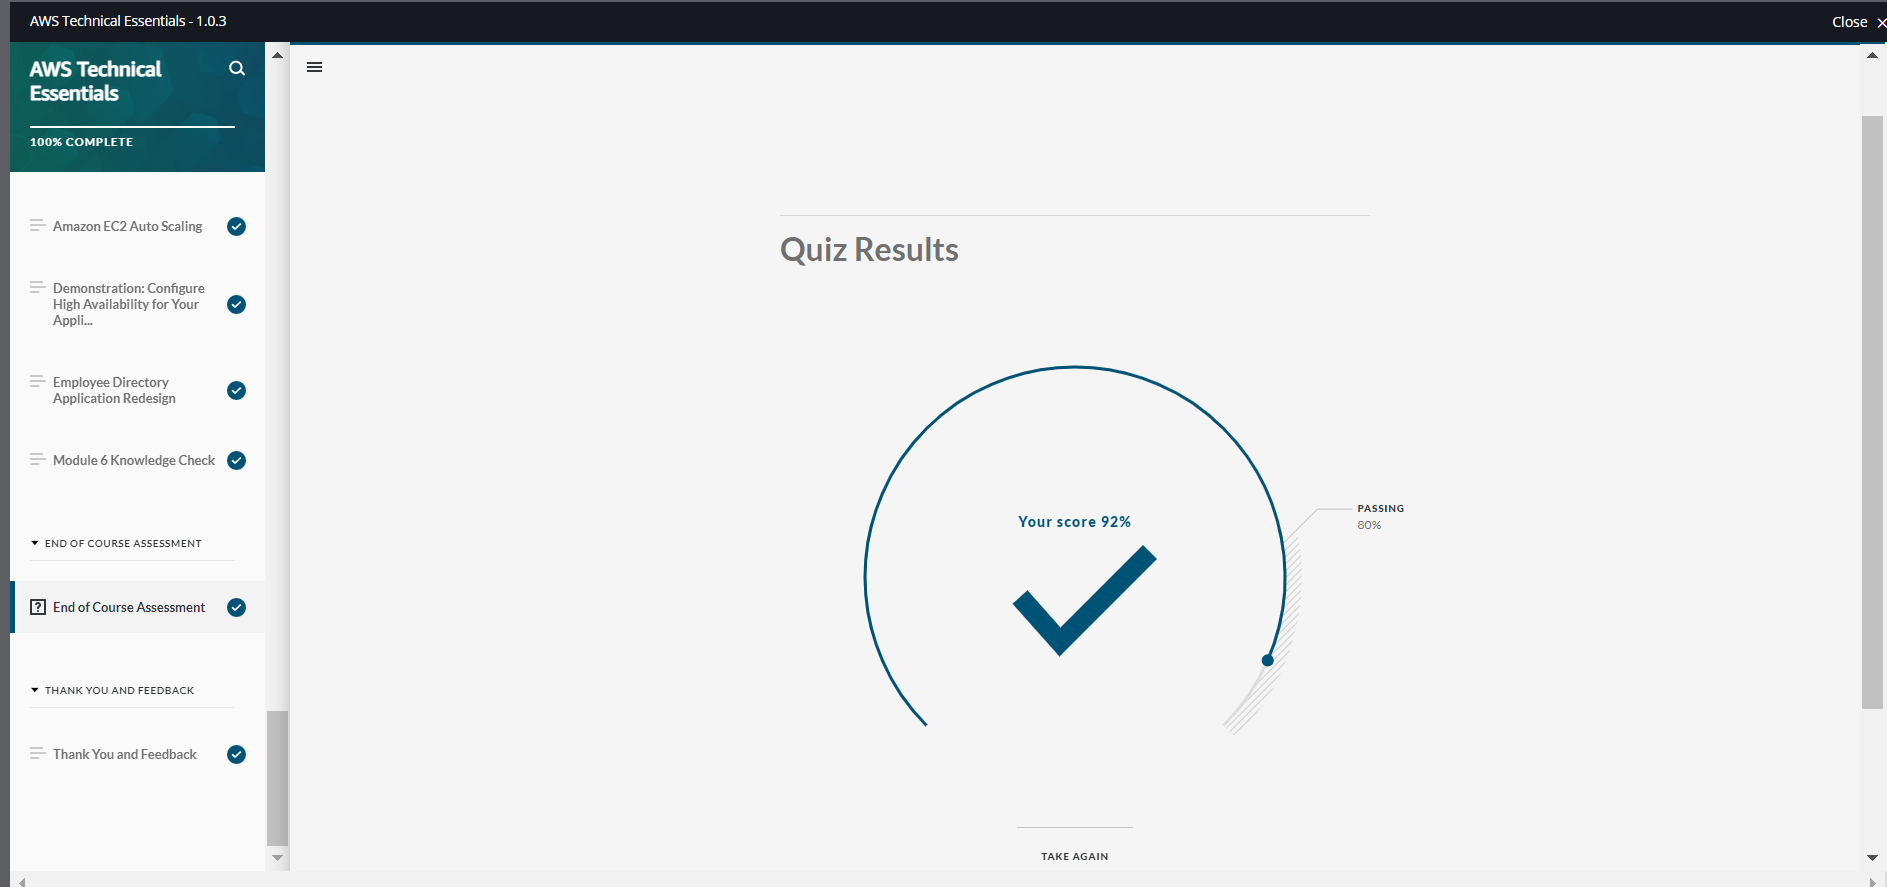 AWS Technical Essentials - 1.0.3
Close
AWS Technical
Essentials
100% COMPLETE
Amazon EC2 Auto Scaling
Demonstration: Configure
High Availability for Your
Appli...
Employee Directory
Application Redesign
Module 6 Knowledge Check
END OF COURSE ASSESSMENT
End of Course Assessment
THANK YOU AND FEEDBACK
Thank You and Feedback
Quiz Results
Your score 92%
PASSING
80%
TAKE AGAIN